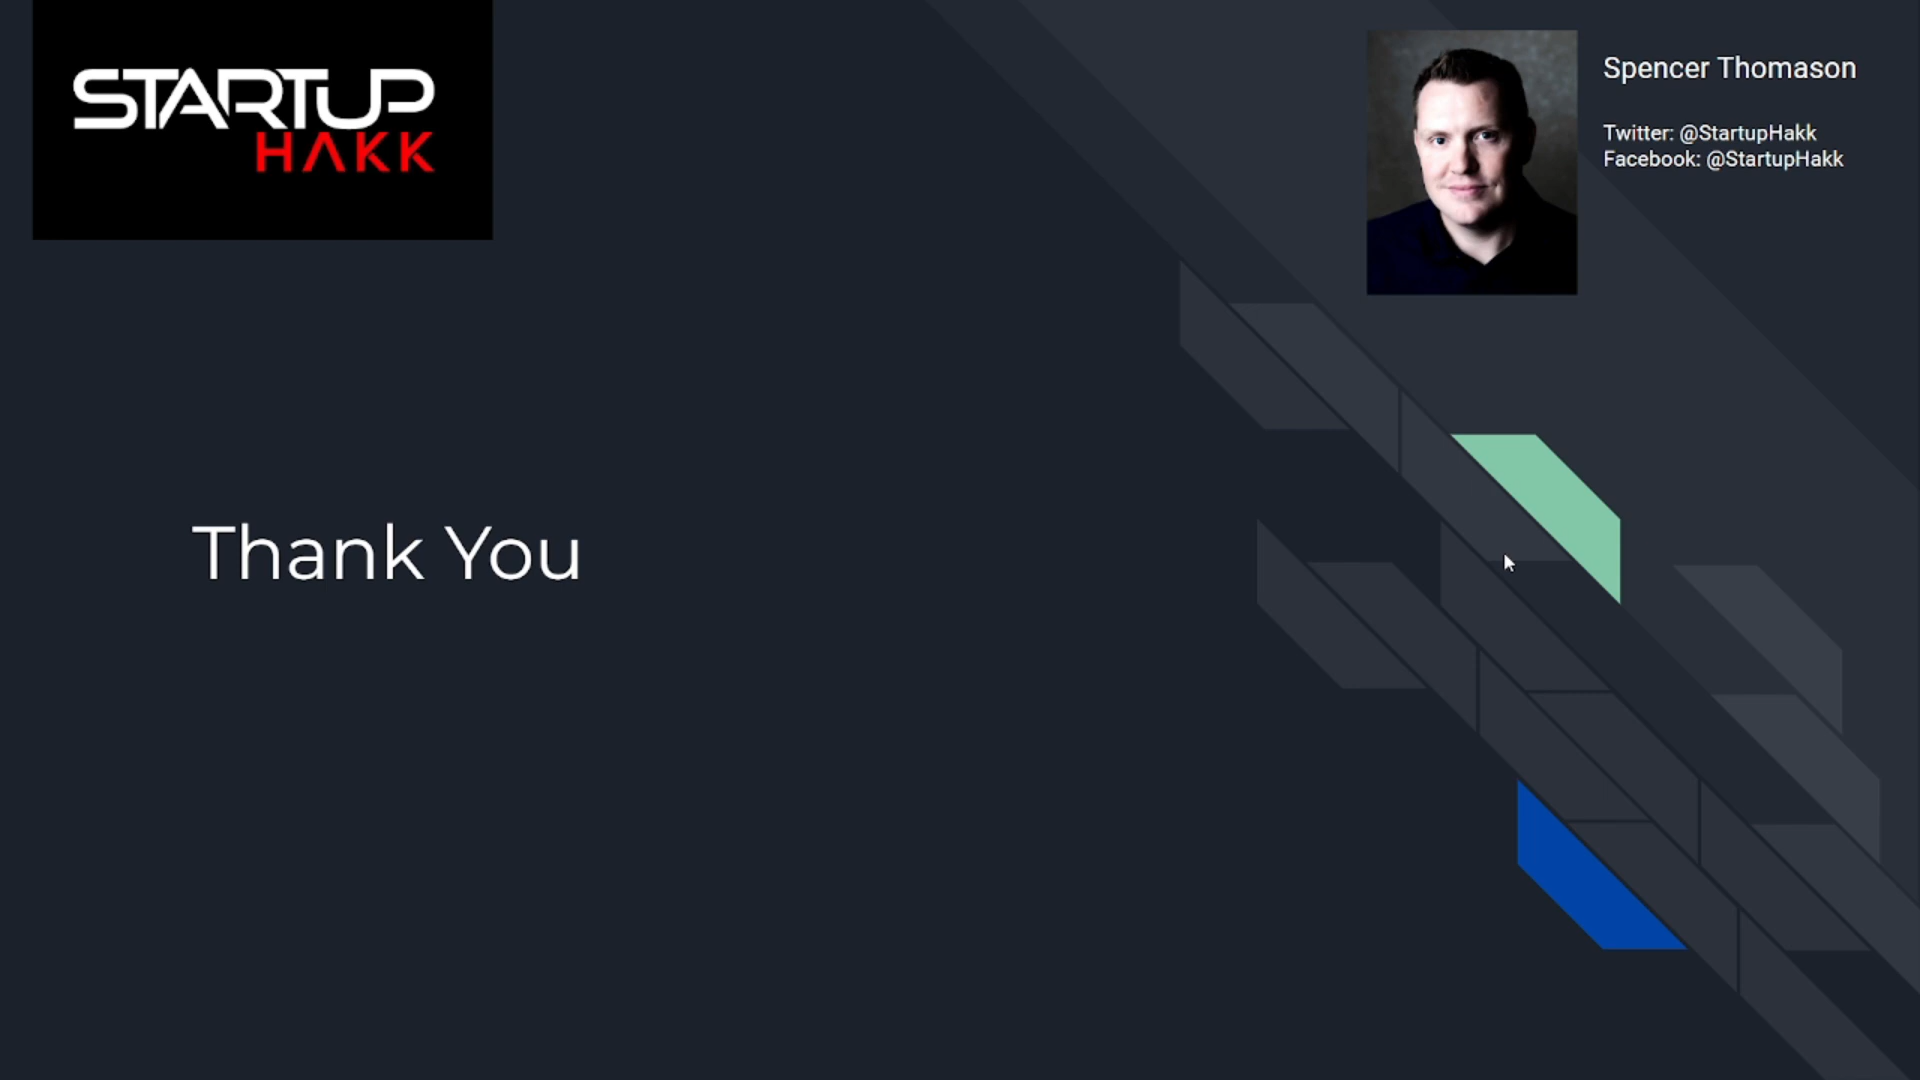 STARTUP
HAKK
Spencer Thomason
Twitter: @StartupHakk
Facebook: @StartupHakk
Thank You